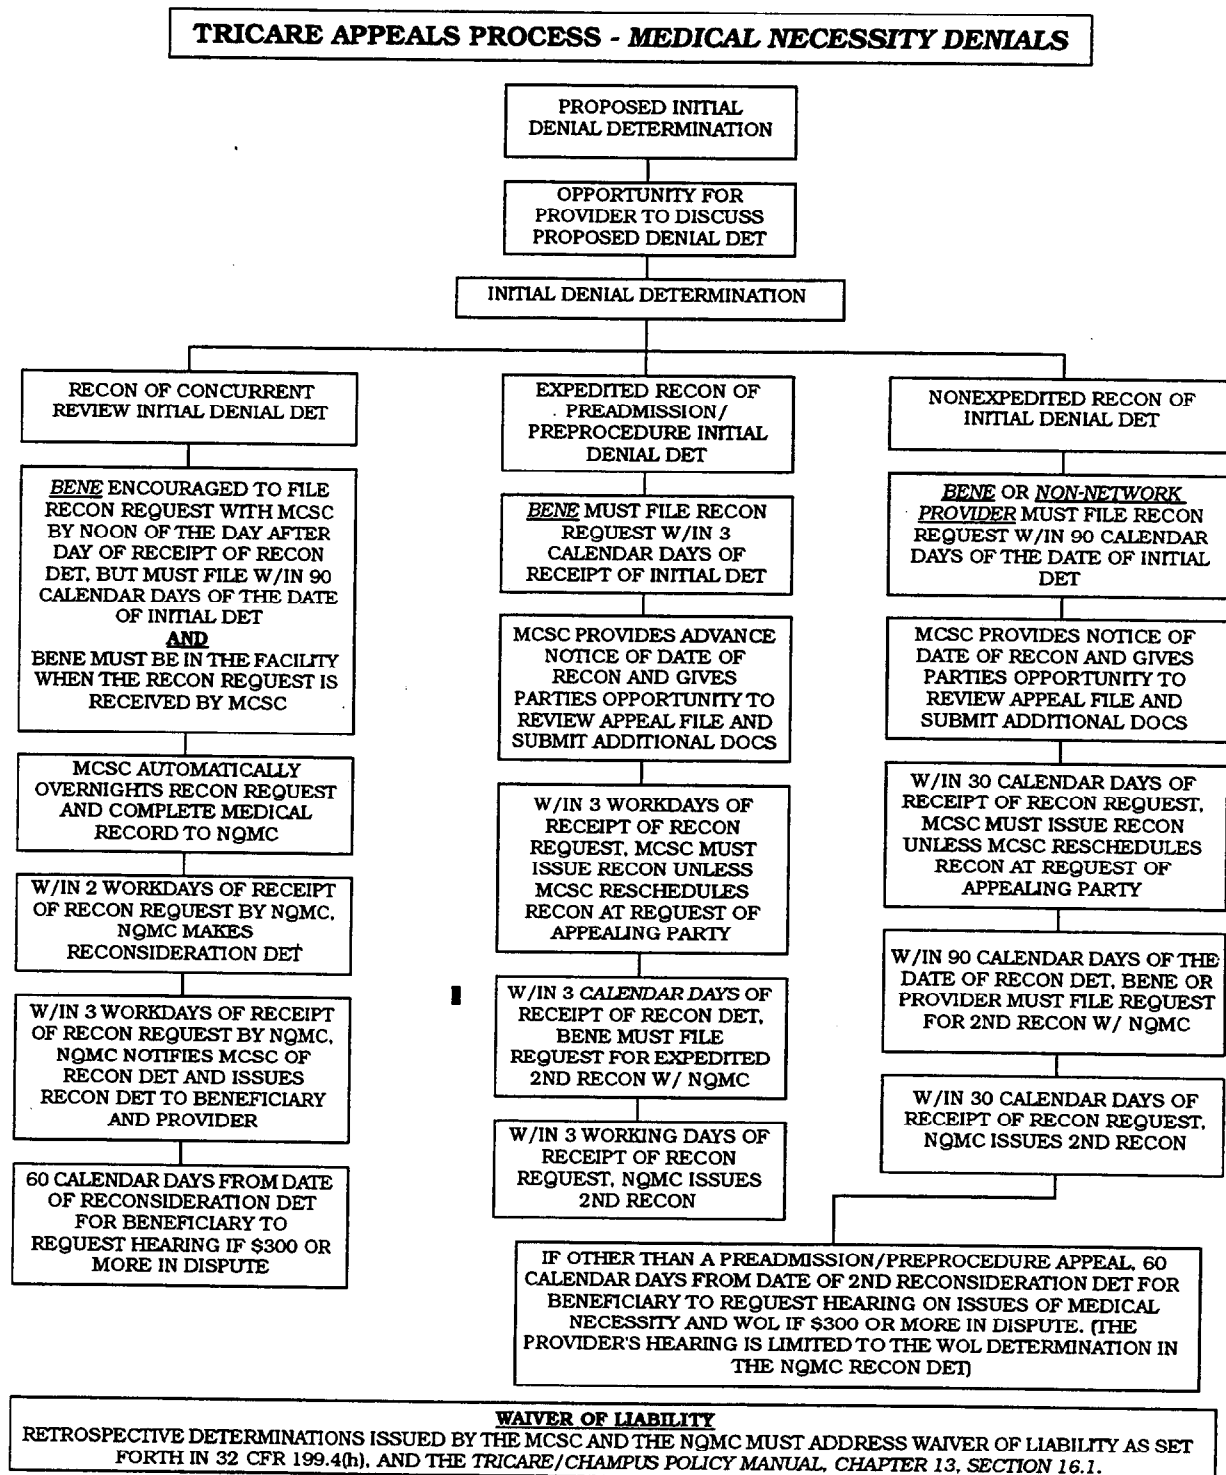 TRICARE APPEALS PROCESS - MEDICAL NECESSITY DENIALS
PROPOSED INITIAL
DENIAL DETERMINATION
OPPORTUNITY FOR
PROVIDER TO DISCUSS
PROPOSED DENIAL DET
INITIAL DENIAL DETERMINATION
RECON OF CONCURRENT
REVIEW INITIAL DENIAL DET
BENE ENCOURAGED TO FILE
RECON REQUEST WITH MCSC
BY NOON OF THE DAY AFTER
DAY OF RECEIPT OF RECON
DET, BUT MUST FILE W/IN 90
CALENDAR DAYS OF THE DATE
OF INITIAL DET
AND
BENE MUST BE IN THE FACILITY
WHEN THE RECON REQUEST IS
RECEIVED BY MCSC
MCSC AUTOMATICALLY
OVERNIGHTS RECON REQUEST
AND COMPLETE MEDICAL
RECORD TO NQMC
W/IN 2 WORKDAYS OF RECEIPT
OF RECON REQUEST BY NQMC,
NQMC MAKES
RECONSIDERATION DET
W/IN 3 WORKDAYS OF RECEIPT
OF RECON REQUEST BY NQMC,
NQMC NOTIFIES MCSC OF
RECON DET AND ISSUES
RECON DET TO BENEFICIARY
AND PROVIDER
60 CALENDAR DAYS FROM DATE
OF RECONSIDERATION DET
FOR BENEFICIARY TO
REQUEST HEARING IF $300 OR
MORE IN DISPUTE
EXPEDITED RECON OF
PREADMISSION/
PREPROCEDURE INITIAL
DENIAL DET
BENE MUST FILE RECON
REQUEST W/IN 3
CALENDAR DAYS OF
RECEIPT OF INITIAL DET
MCSC PROVIDES ADVANCE
NOTICE OF DATE OF
RECON AND GIVES
PARTIES OPPORTUNITY TO
REVIEW APPEAL FILE AND
SUBMIT ADDITIONAL DOCS
W/IN 3 WORKDAYS OF
RECEIPT OF RECON
REQUEST, MCSC MUST
ISSUE RECON UNLESS
MCSC RESCHEDULES
RECON AT REQUEST OF
APPEALING PARTY
W/IN 3 CALENDAR DAYS OF
RECEIPT OF RECON DET,
BENE MUST FILE
REQUEST FOR EXPEDITED
2ND RECON W/ NQMC
W/IN 3 WORKING DAYS OF
RECEIPT OF RECON
REQUEST, NQMC ISSUES
2ND RECON
NONEXPEDITED RECON OF
INITIAL DENIAL DET
BENE OR NON-NETWORK
PROVIDER MUST FILE RECON
REQUEST W/IN 90 CALENDAR
DAYS OF THE DATE OF INITIAL
DET
MCSC PROVIDES NOTICE OF
DATE OF RECON AND GIVES
PARTIES OPPORTUNITY TO
REVIEW APPEAL FILE AND
SUBMIT ADDITIONAL DOCS
W/IN 30 CALENDAR DAYS OF
RECEIPT OF RECON REQUEST,
MCSC MUST ISSUE RECON
UNLESS MCSC RESCHEDULES
RECON AT REQUEST OF
APPEALING PARTY
W/IN 90 CALENDAR DAYS OF THE
DATE OF RECON DET, BENE OR
PROVIDER MUST FILE REQUEST
FOR 2ND RECON W/ NQMC
W/IN 30 CALENDAR DAYS OF
RECEIPT OF RECON REQUEST,
NQMC ISSUES 2ND RECON
IF OTHER THAN A PREADMISSION/PREPROCEDURE APPEAL, 60
CALENDAR DAYS FROM DATE OF 2ND RECONSIDERATION DET FOR
BENEFICIARY TO REQUEST HEARING ON ISSUES OF MEDICAL
NECESSITY AND WOL IF $300 OR MORE IN DISPUTE. (THE
PROVIDER'S HEARING IS LIMITED TO THE WOL DETERMINATION IN
THE NQMC RECON DET)
WAIVER OF LIABILITY
RETROSPECTIVE DETERMINATIONS ISSUED BY THE MCSC AND THE NQMC MUST ADDRESS WAIVER OF LIABILITY AS SET
FORTH IN 32 CFR 199.4(h), AND THE TRICARE/CHAMPUS POLICY MANUAL, CHAPTER 13, SECTION 16.1.